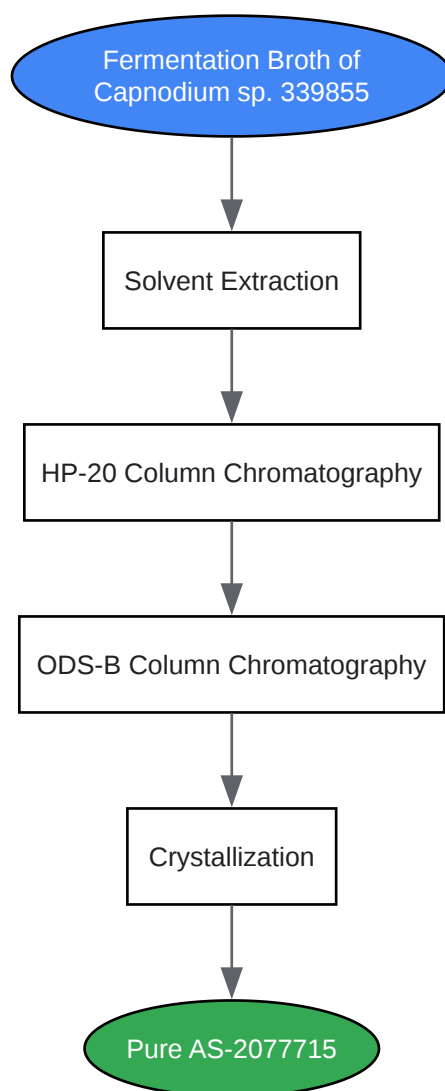 Fermentation Broth of
Capnodium sp. 339855
Solvent Extraction
HP-20 Column Chromatography
ODS-B Column Chromatography
Crystallization
Pure AS-2077715